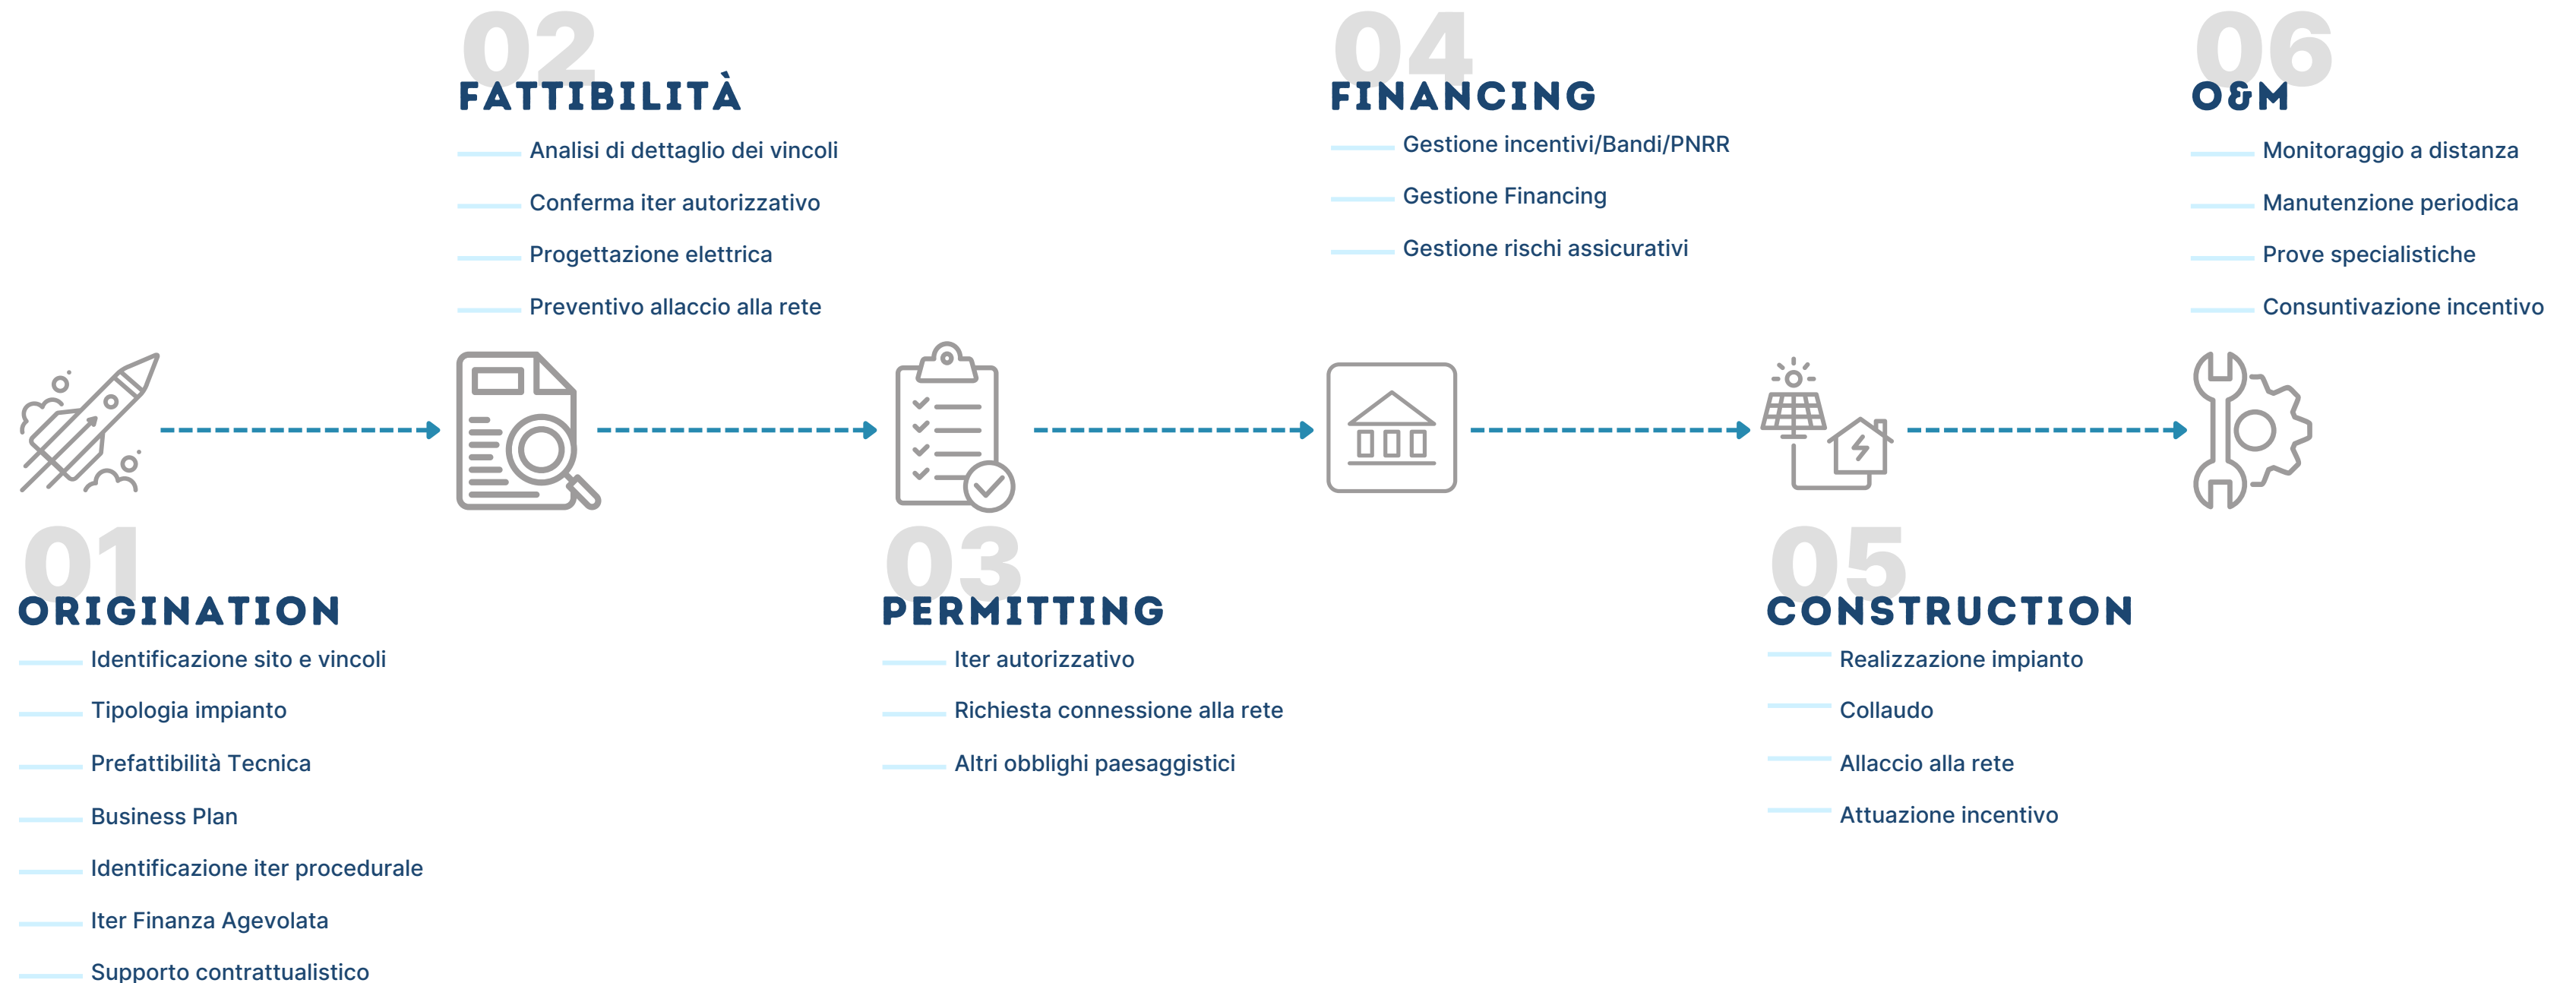 01
ORIGINATION
Identificazione sito e vincoli
Tipologia impianto
Prefattibilità Tecnica
Business Plan
Identificazione iter procedurale
Iter Finanza Agevolata
Supporto contrattualistico
02
FATTIBILITÀ
Analisi di dettaglio dei vincoli
Conferma iter autorizzativo
Progettazione elettrica
Preventivo allaccio alla rete
03
PERMITTING
Iter autorizzativo
Richiesta connessione alla rete
Altri obblighi paesaggistici
04
FINANCING
Gestione incentivi/Bandi/PNRR
Gestione Financing
Gestione rischi assicurativi
05
CONSTRUCTION
Realizzazione impianto
Collaudo
Allaccio alla rete
Attuazione incentivo
06
O&M
Monitoraggio a distanza
Manutenzione periodica
Prove specialistiche
Consuntivazione incentivo